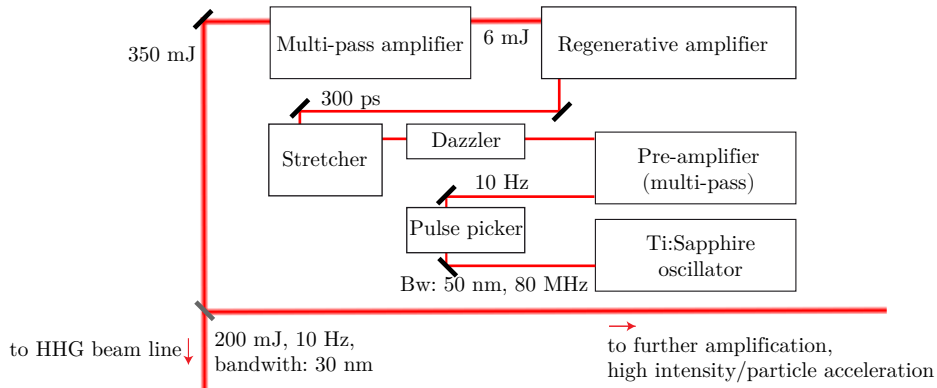 350 mJ
Multi-pass amplifier
6 mJ
Regenerative amplifier
300 ps
Stretcher
Dazzler
Pre-amplifier
(multi-pass)
10 Hz
Pulse picker
Ti:Sapphire
oscillator
Bw: 50 nm, 80 MHz
to HHG beam line
200 mJ, 10 Hz,
bandwith: 30 nm
to further amplification,
high intensity/particle acceleration